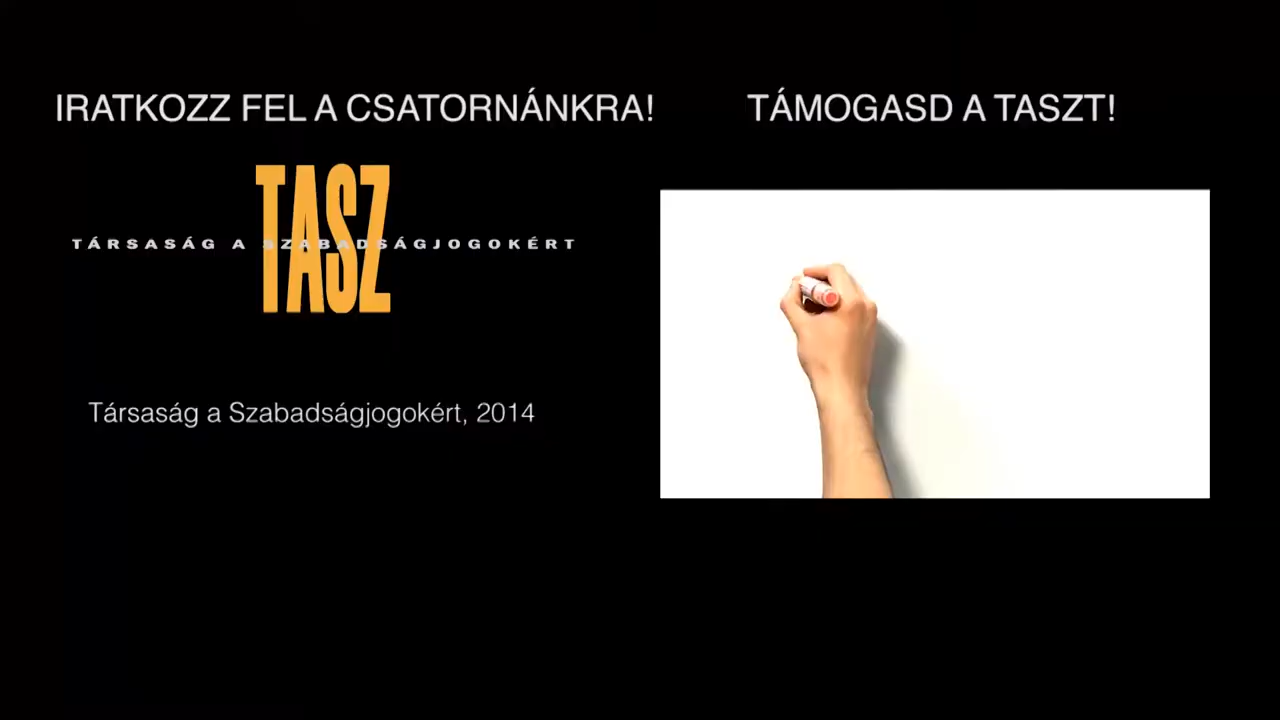 IRATKOZZ FEL A CSATORNÁNKRA!
TÁMOGASD A TASZT!
TASZ
TÁRSASÁG A SZABADSÁGJOGOKÉRT
Társaság a Szabadságjogokért, 2014